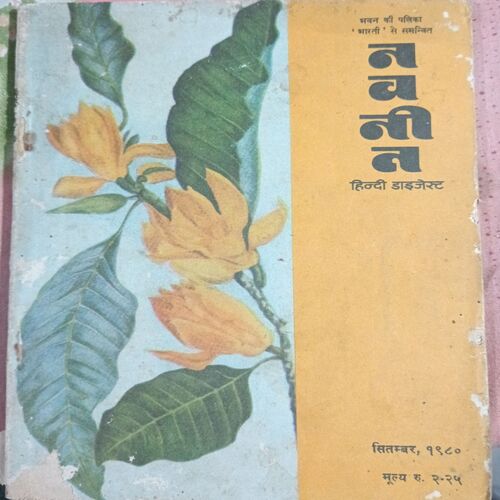 भवन की पत्रिका
'भारती' से समन्वित
न
व
नी
त
हिन्दी डाइजेस्ट
सितम्बर, १९८०
मूल्य रु. २-२५